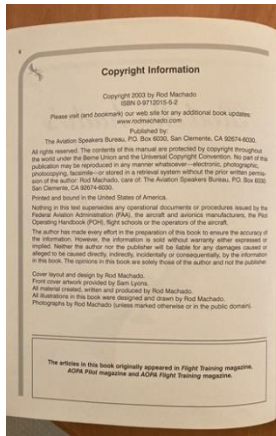 Copyright Information
Copyright 2003 by Rod Machado
ISBN 0-9712015-5-2
Please visit (and bookmark) our web site for any additional book updates:
www.rodmachado.com
Published by:
The Aviation Speakers Bureau, P.O. Box 6030, San Clemente, CA 92674-6030.
All rights reserved. The contents of this manual are protected by copyright throughout
the world under the Berne Union and the Universal Copyright Convention. No part of this
publication may be reproduced in any manner whatsoever—electronic, photographic,
photocopying, facsimile—or stored in a retrieval system without the prior written permis-
sion of the author: Rod Machado, care of: The Aviation Speakers Bureau, P.O. Box 6030,
San Clemente, CA 92674-6030.
Printed and bound in the United States of America.
Nothing in this text supersedes any operational documents or procedures issued by the
Federal Aviation Administration (FAA), the aircraft and avionics manufacturers, the Pilot
Operating Handbook (POH), flight schools or the operators of the aircraft.
The author has made every effort in the preparation of this book to ensure the accuracy of
the information. However, the information is sold without warranty either expressed or
implied. Neither the author nor the publisher will be liable for any damages caused or
alleged to be caused directly, indirectly, incidentally or consequentially, by the information
in this book. The opinions in this book are solely those of the author and not the publisher.
Cover layout and design by Rod Machado.
Front cover artwork provided by Sam Lyons.
All material created, written and produced by Rod Machado.
All illustrations in this book were designed and drawn by Rod Machado.
Photographs by Rod Machado (unless marked otherwise or in the public domain).
The articles in this book originally appeared in Flight Training magazine,
AOPA Pilot magazine and AOPA Flight Training magazine.